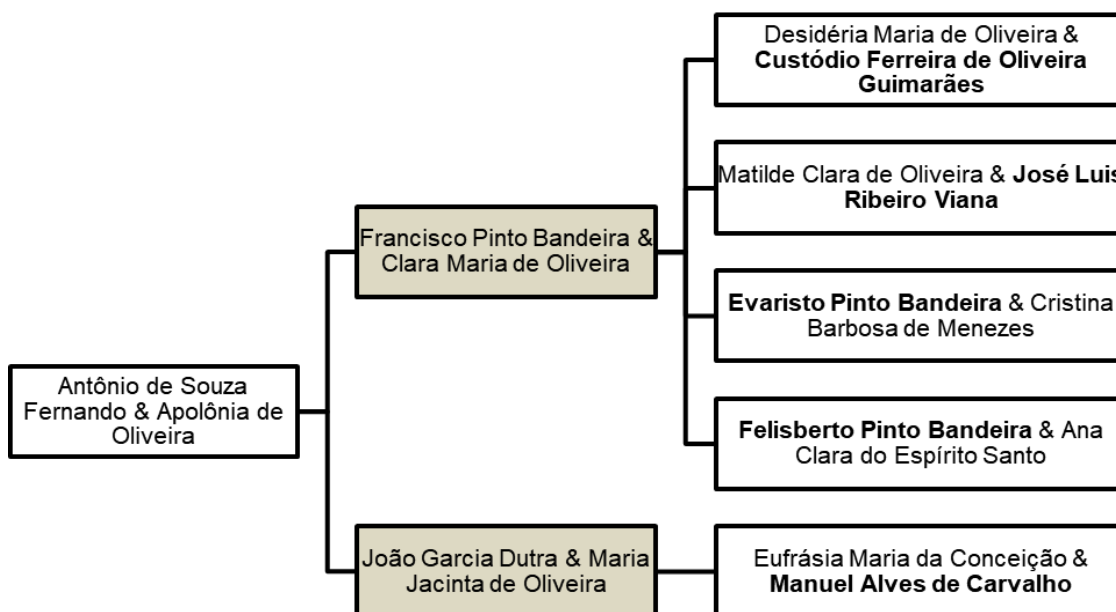 Desidéria Maria de Oliveira &
Custódio Ferreira de Oliveira
Guimarães
Matilde Clara de Oliveira & José Luis
Ribeiro Viana
Francisco Pinto Bandeira &
Clara Maria de Oliveira
Evaristo Pinto Bandeira & Cristina
Barbosa de Menezes
Antônio de Souza
Fernando & Apolônia de
Oliveira
Felisberto Pinto Bandeira & Ana
Clara do Espírito Santo
João Garcia Dutra & Maria
Jacinta de Oliveira
Eufrásia Maria da Conceição &
Manuel Alves de Carvalho